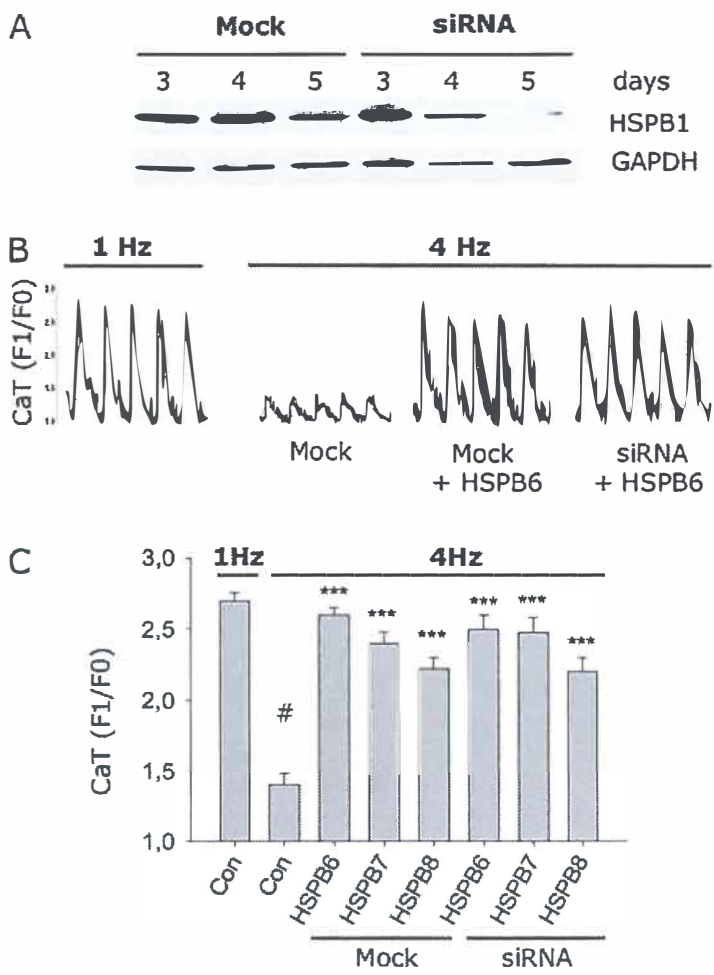 A
Mock siRNA
3 4 5 3 4 5 days
HSPB1
GAPDH
B
1 Hz 4 Hz
CaT (F1/F0)
Mock
Mock + HSPB6
siRNA + HSPB6
C
1Hz 4Hz
CaT (F1/F0)
3,0
2,5
2,0
1,5
1,0
#
*** *** *** *** *** ***
Con Con HSPB6 HSPB7 HSPB8 HSPB6 HSPB7 HSPB8
Mock siRNA